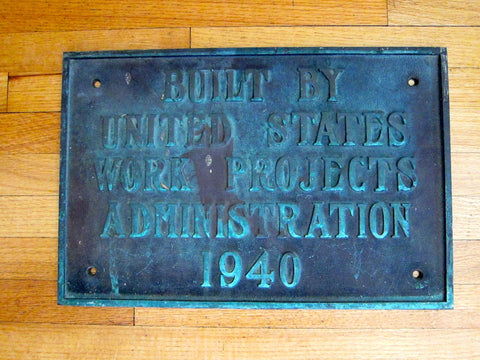 BUILT BY
UNITED STATES
WORK PROJECTS
ADMINISTRATION
1940